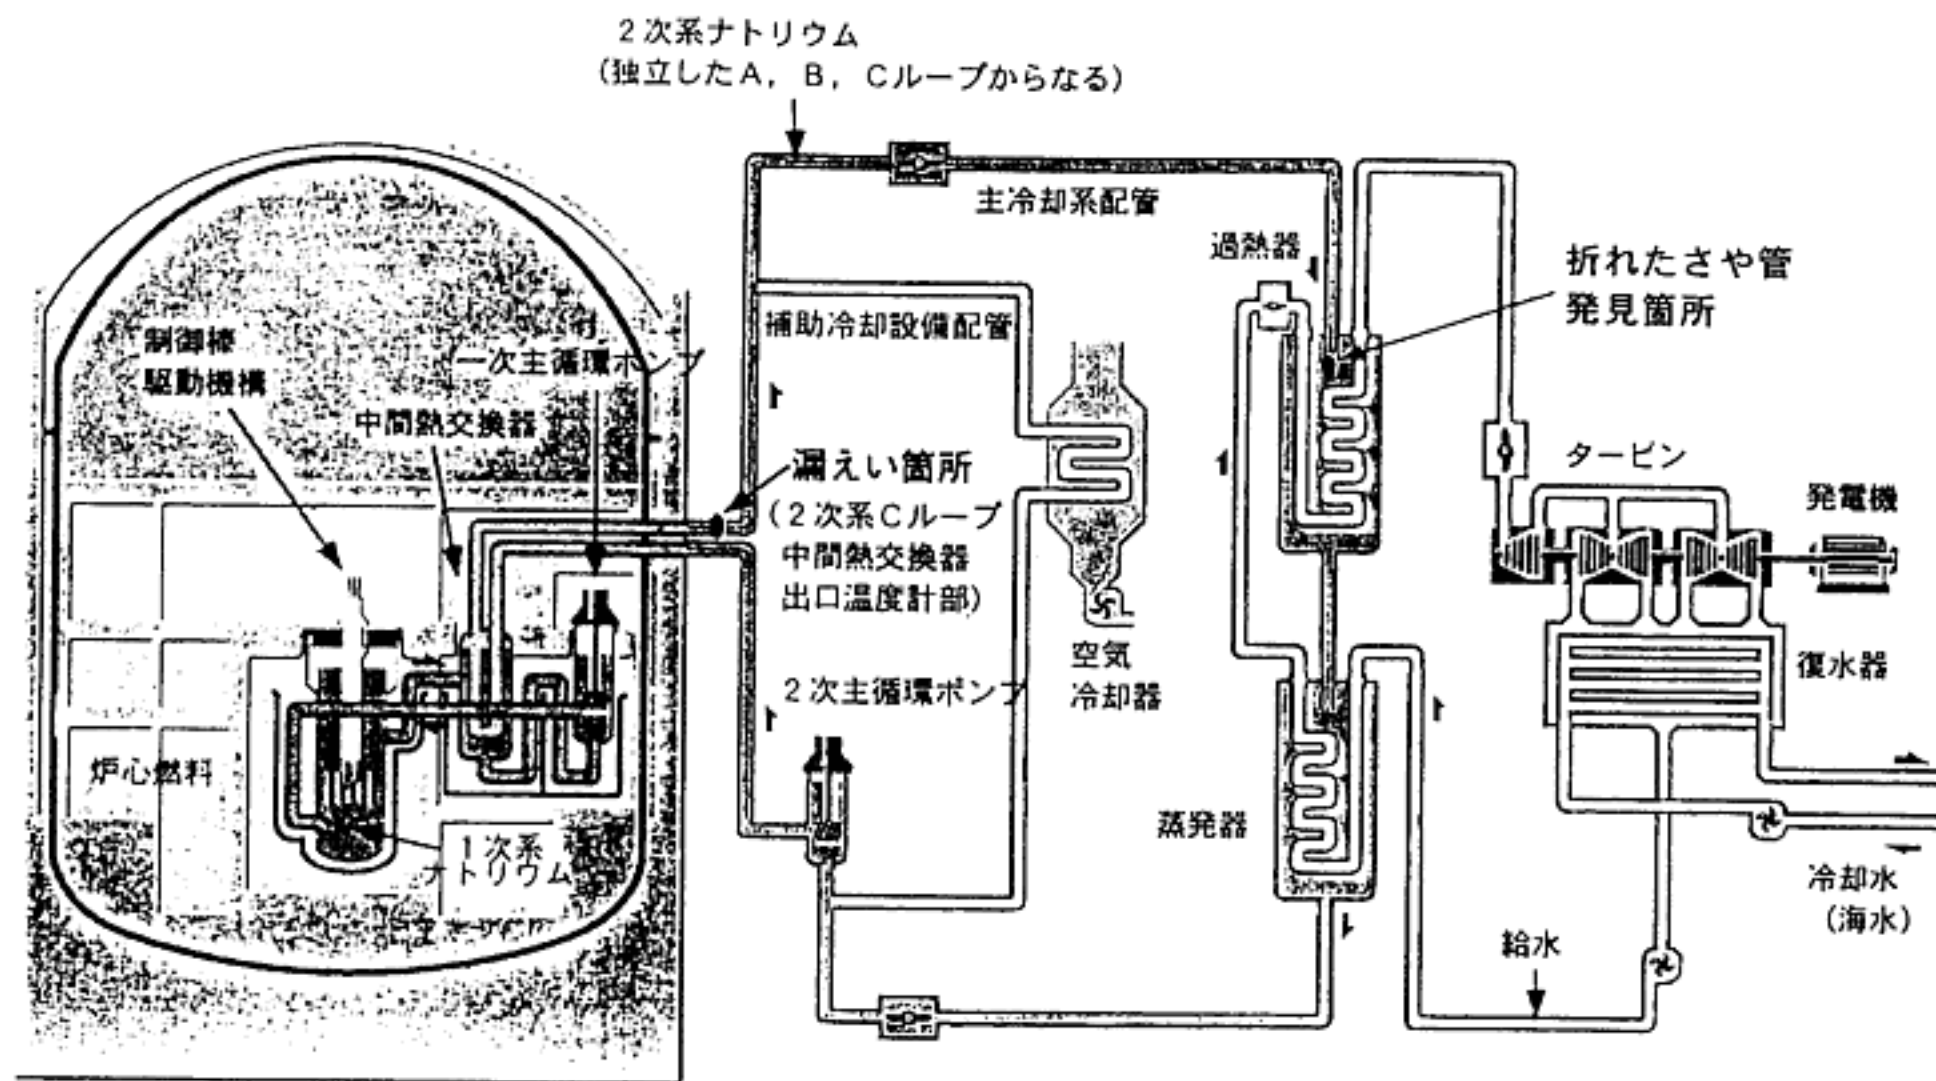 ２次系ナトリウム
（独立したＡ，Ｂ，Ｃループからなる）
主冷却系配管
過熱器
折れたさや管
発見箇所
補助冷却設備配管
制御棒
駆動機構
一次主循環ポンプ
中間熱交換器
漏えい箇所
（２次系Ｃループ
中間熱交換器
出口温度計部）
タービン
発電機
空気
冷却器
復水器
２次主循環ポンプ
炉心燃料
蒸発器
１次系
ナトリウム
冷却水
（海水）
給水